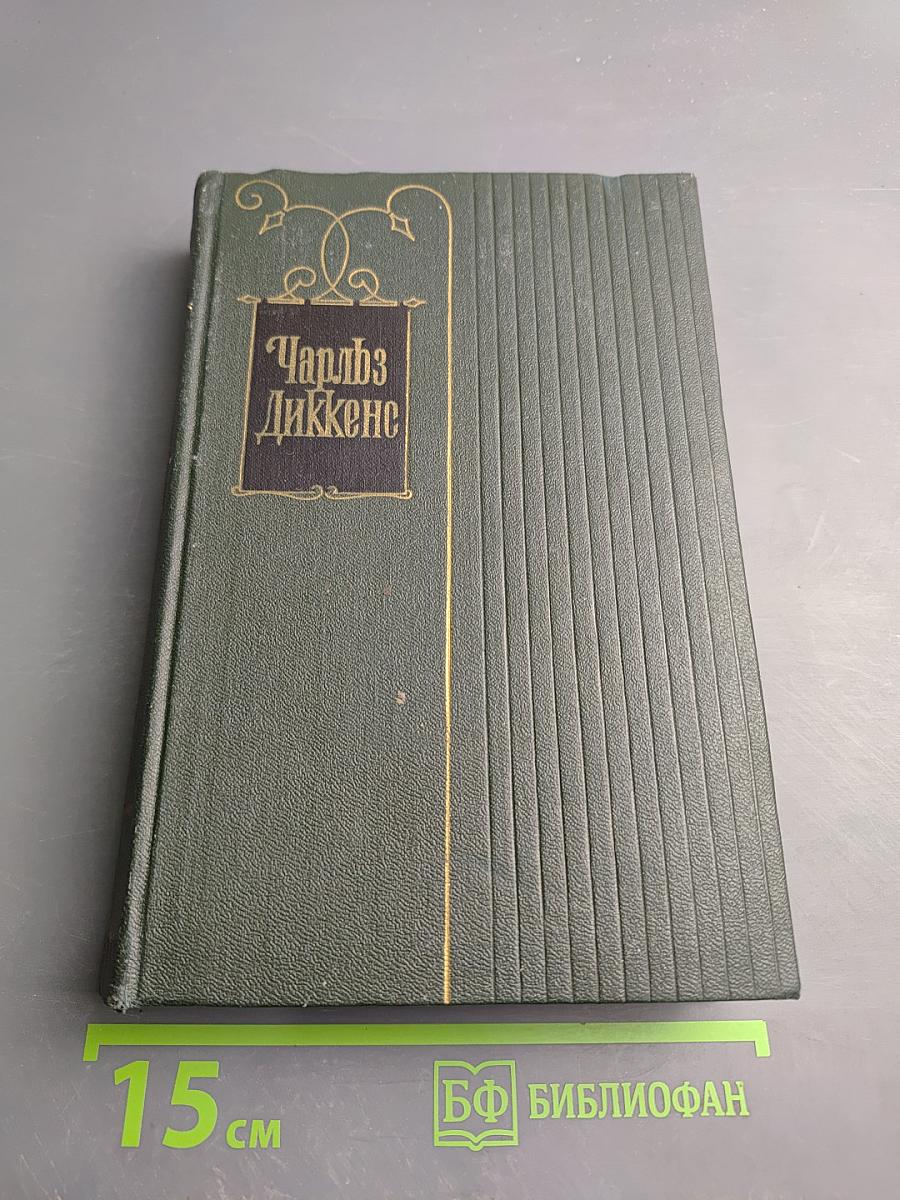 Чарльз
Диккенс
15 см
БФ БИБЛИОФАН